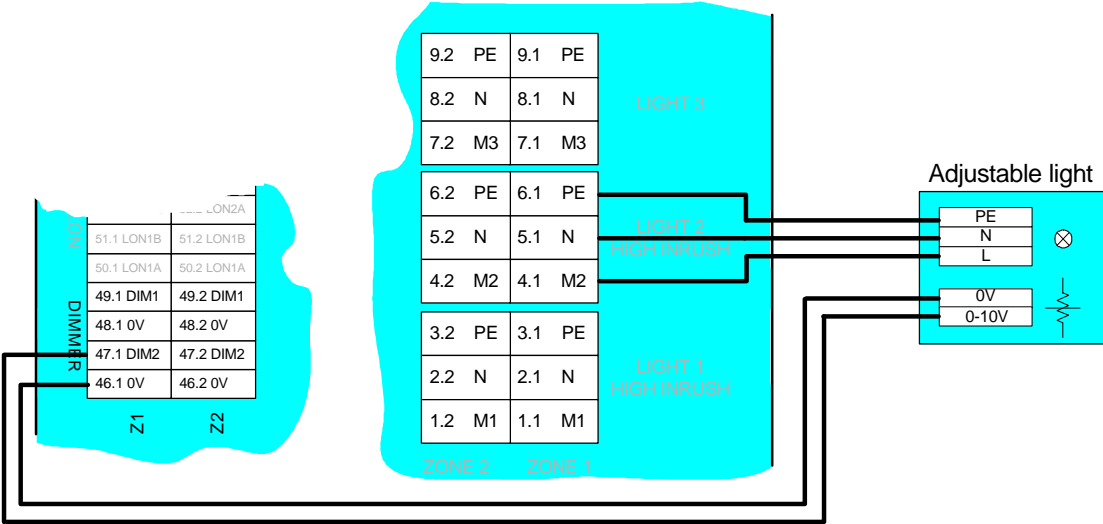 9.2 PE 9.1 PE
8.2 N 8.1 N
LIGHT 3
7.2 M3 7.1 M3
6.2 PE 6.1 PE
5.2 N 5.1 N
LIGHT 2
HIGH INRUSH
4.2 M2 4.1 M2
3.2 PE 3.1 PE
2.2 N 2.1 N
LIGHT 1
HIGH INRUSH
1.2 M1 1.1 M1
ZONE 2 ZONE 1
Adjustable light
PE
N
L
0V
0-10V
LON2A
51.1 LON1B 51.2 LON1B
50.1 LON1A 50.2 LON1A
49.1 DIM1 49.2 DIM1
48.1 0V 48.2 0V
47.1 DIM2 47.2 DIM2
46.1 0V 46.2 0V
DIMMER
Z1 Z2